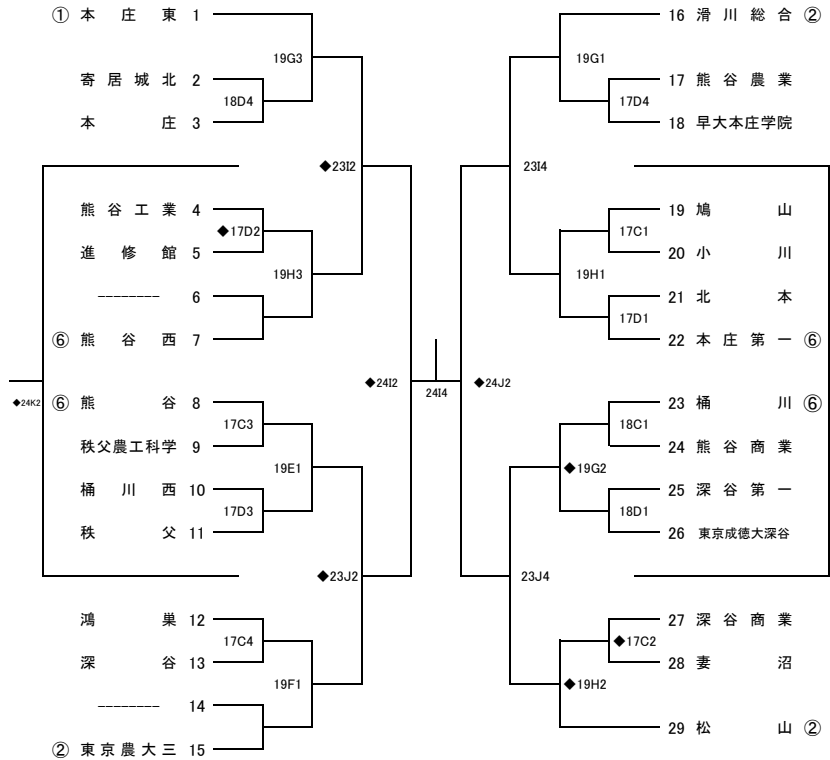 ① 本庄東 1
19G3
寄居城北 2
18D4
本庄 3
◆23I2
熊谷工業 4
◆17D2
進修館 5
19H3
-------- 6
⑥ 熊谷西 7
◆24I2
◆24K2
⑥ 熊谷 8
17C3
秩父農工科学 9
19E1
桶川西 10
17D3
秩父 11
◆23J2
鴻巣 12
17C4
深谷 13
19F1
-------- 14
② 東京農大三 15
24I4
16 滑川総合 ②
19G1
17 熊谷農業
17D4
18 早大本庄学院
23I4
19 鳩山
17C1
20 小川
19H1
21 北本
17D1
22 本庄第一 ⑥
◆24J2
23 桶川 ⑥
18C1
24 熊谷商業
◆19G2
25 深谷第一
18D1
26 東京成徳大深谷
23J4
27 深谷商業
◆17C2
28 妻沼
◆19H2
29 松山 ②